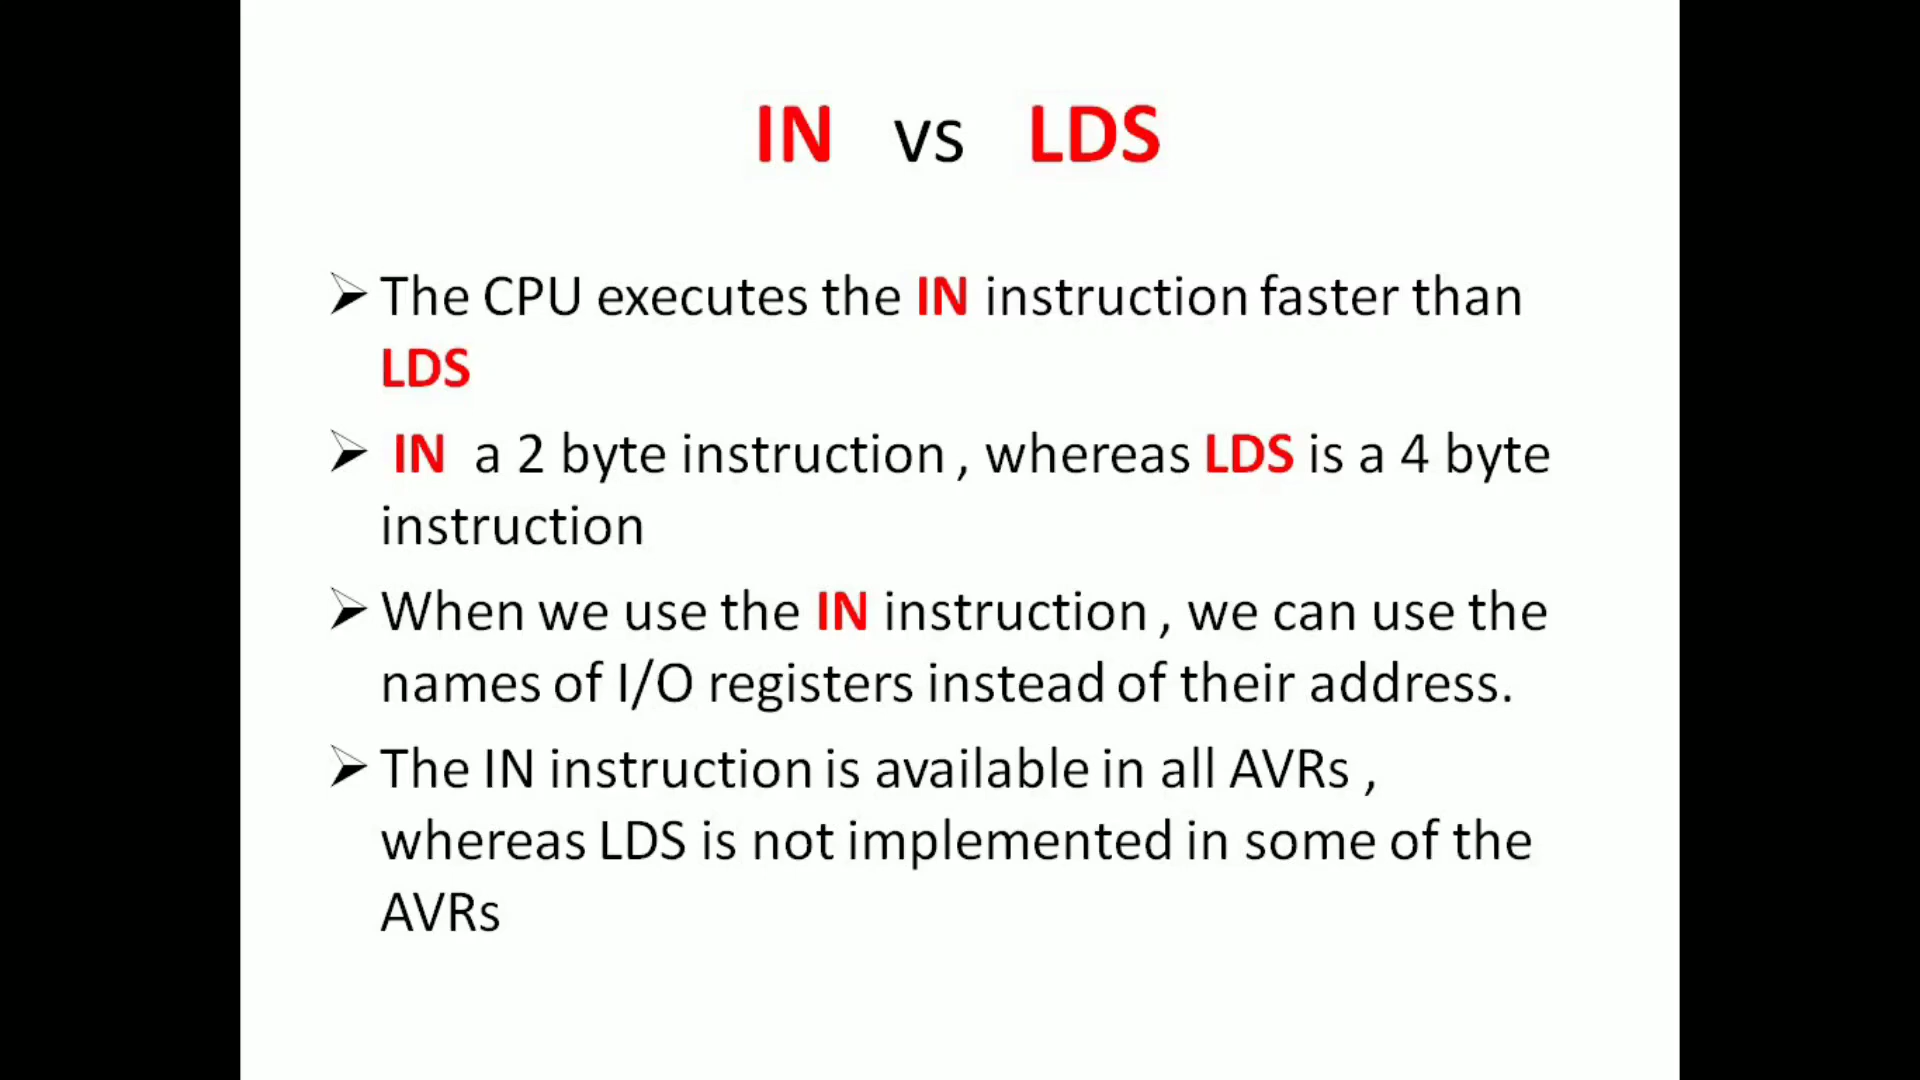 IN vs LDS
The CPU executes the IN instruction faster than
LDS
IN a 2 byte instruction , whereas LDS is a 4 byte
instruction
When we use the IN instruction , we can use the
names of I/O registers instead of their address.
The IN instruction is available in all AVRs ,
whereas LDS is not implemented in some of the
AVRs